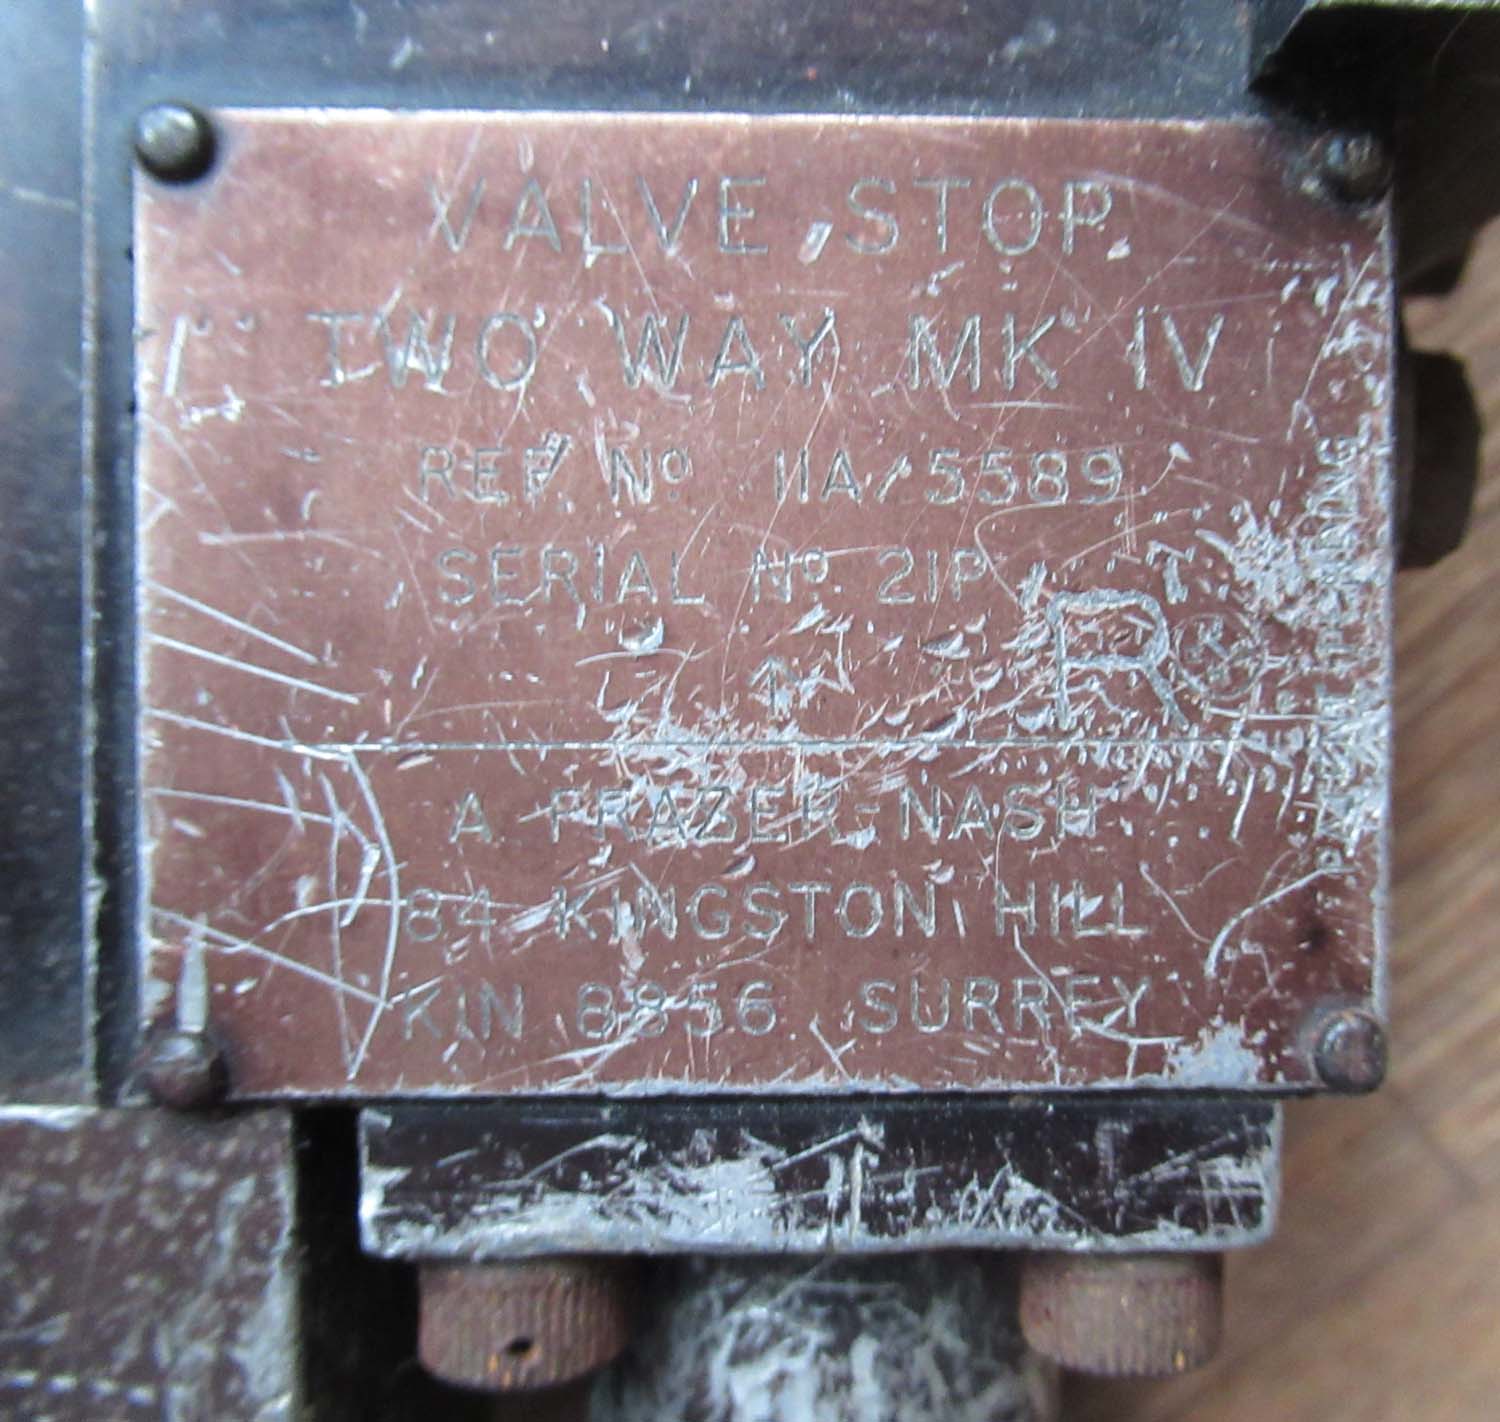 VALVE STOP
TWO WAY MK IV
REF Nº 11A/5589
SERIAL Nº 21P
R
A FRAZER-NASH
84 KINGSTON HILL
KIN 8856 SURREY
PENDING